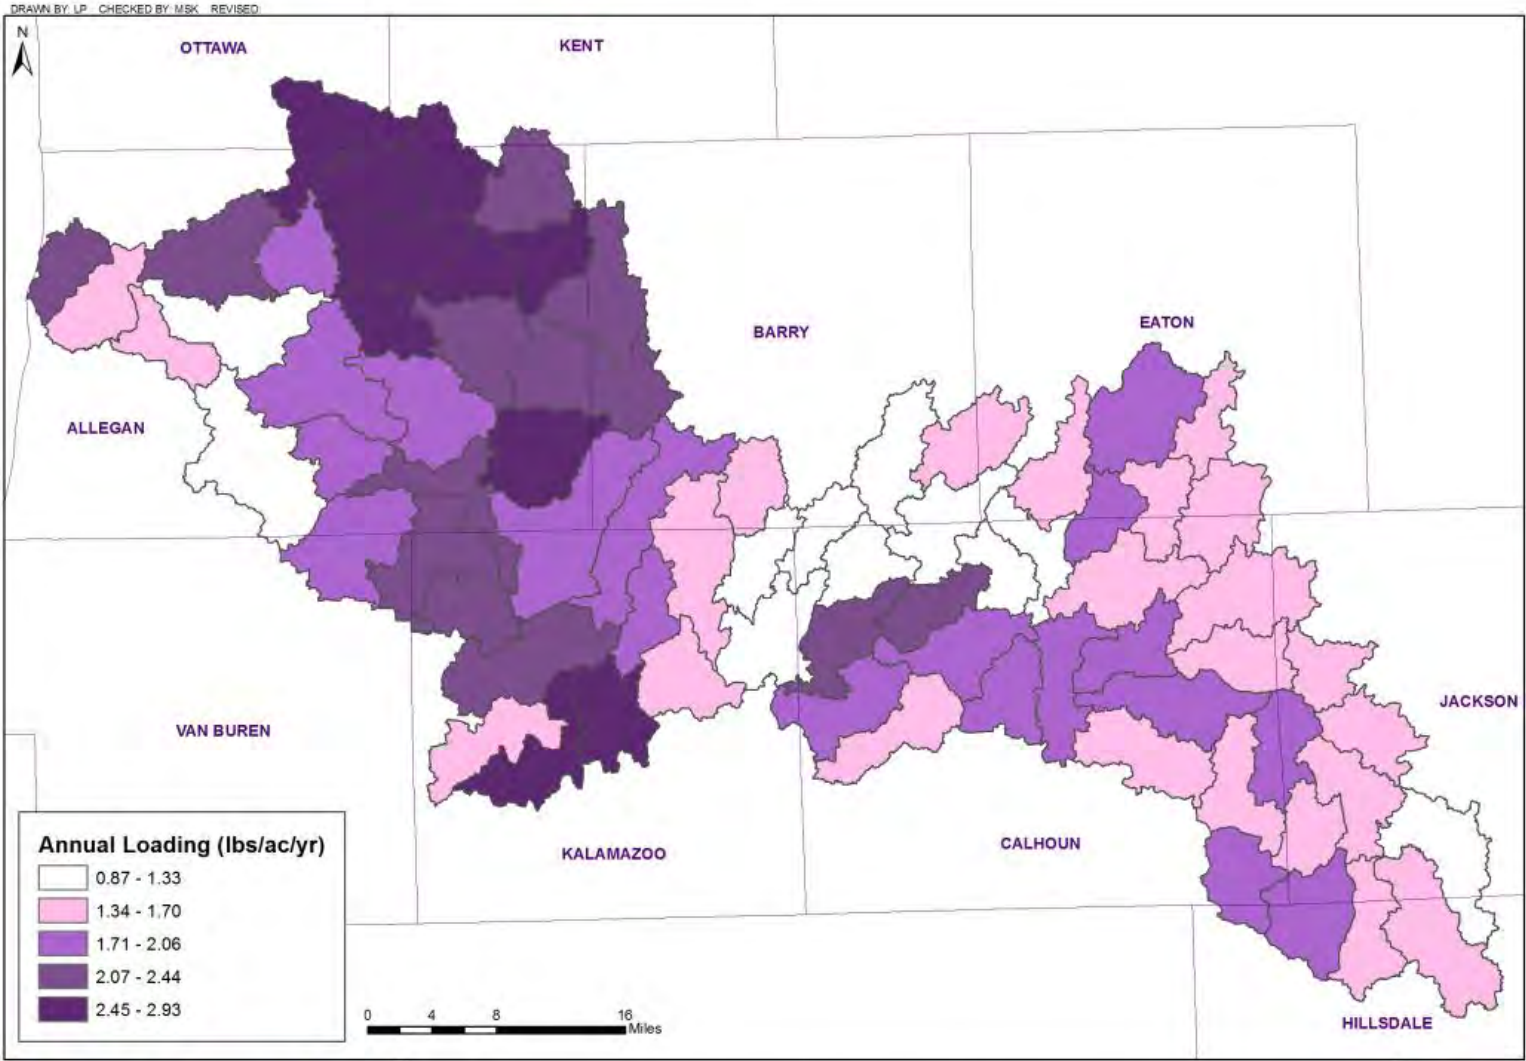 DRAWN BY: LP CHECKED BY: MSK REVISED:
N
OTTAWA
KENT
BARRY
EATON
ALLEGAN
VAN BUREN
JACKSON
KALAMAZOO
CALHOUN
HILLSDALE
Annual Loading (lbs/ac/yr)
0.87 - 1.33
1.34 - 1.70
1.71 - 2.06
2.07 - 2.44
2.45 - 2.93
0 4 8 16
Miles